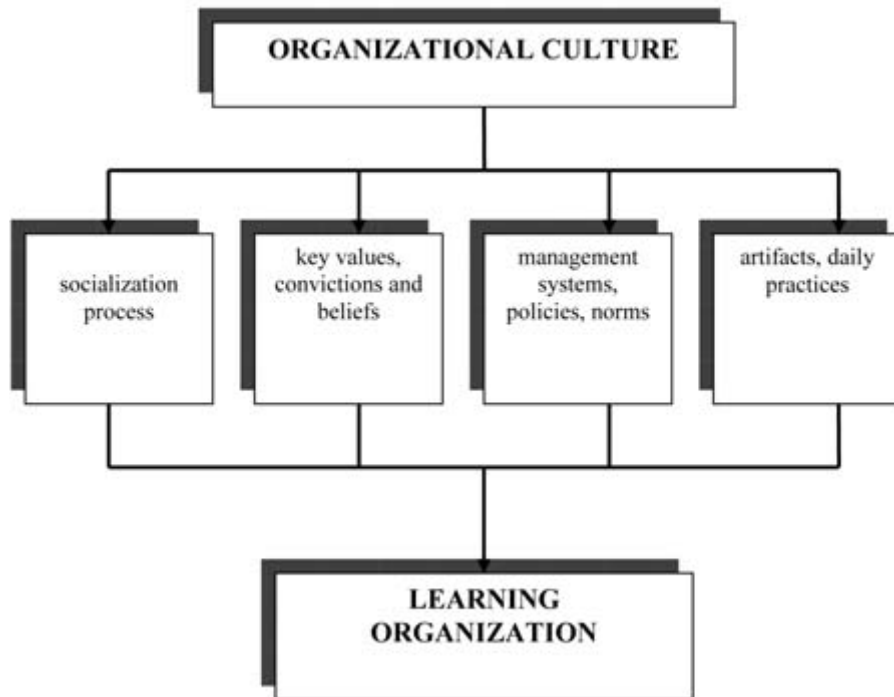 ORGANIZATIONAL CULTURE
socialization
process
key values,
convictions and
beliefs
management
systems,
policies, norms
artifacts, daily
practices
LEARNING
ORGANIZATION